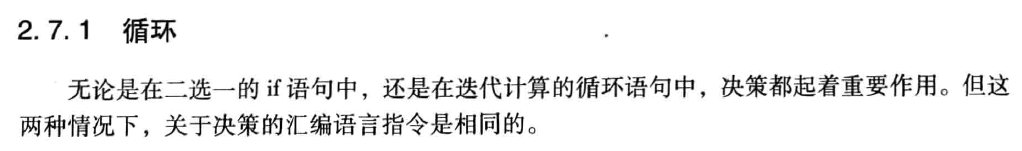 2.7.1 循环
无论是在二选一的 if 语句中，还是在迭代计算的循环语句中，决策都起着重要作用。但这
两种情况下，关于决策的汇编语言指令是相同的。